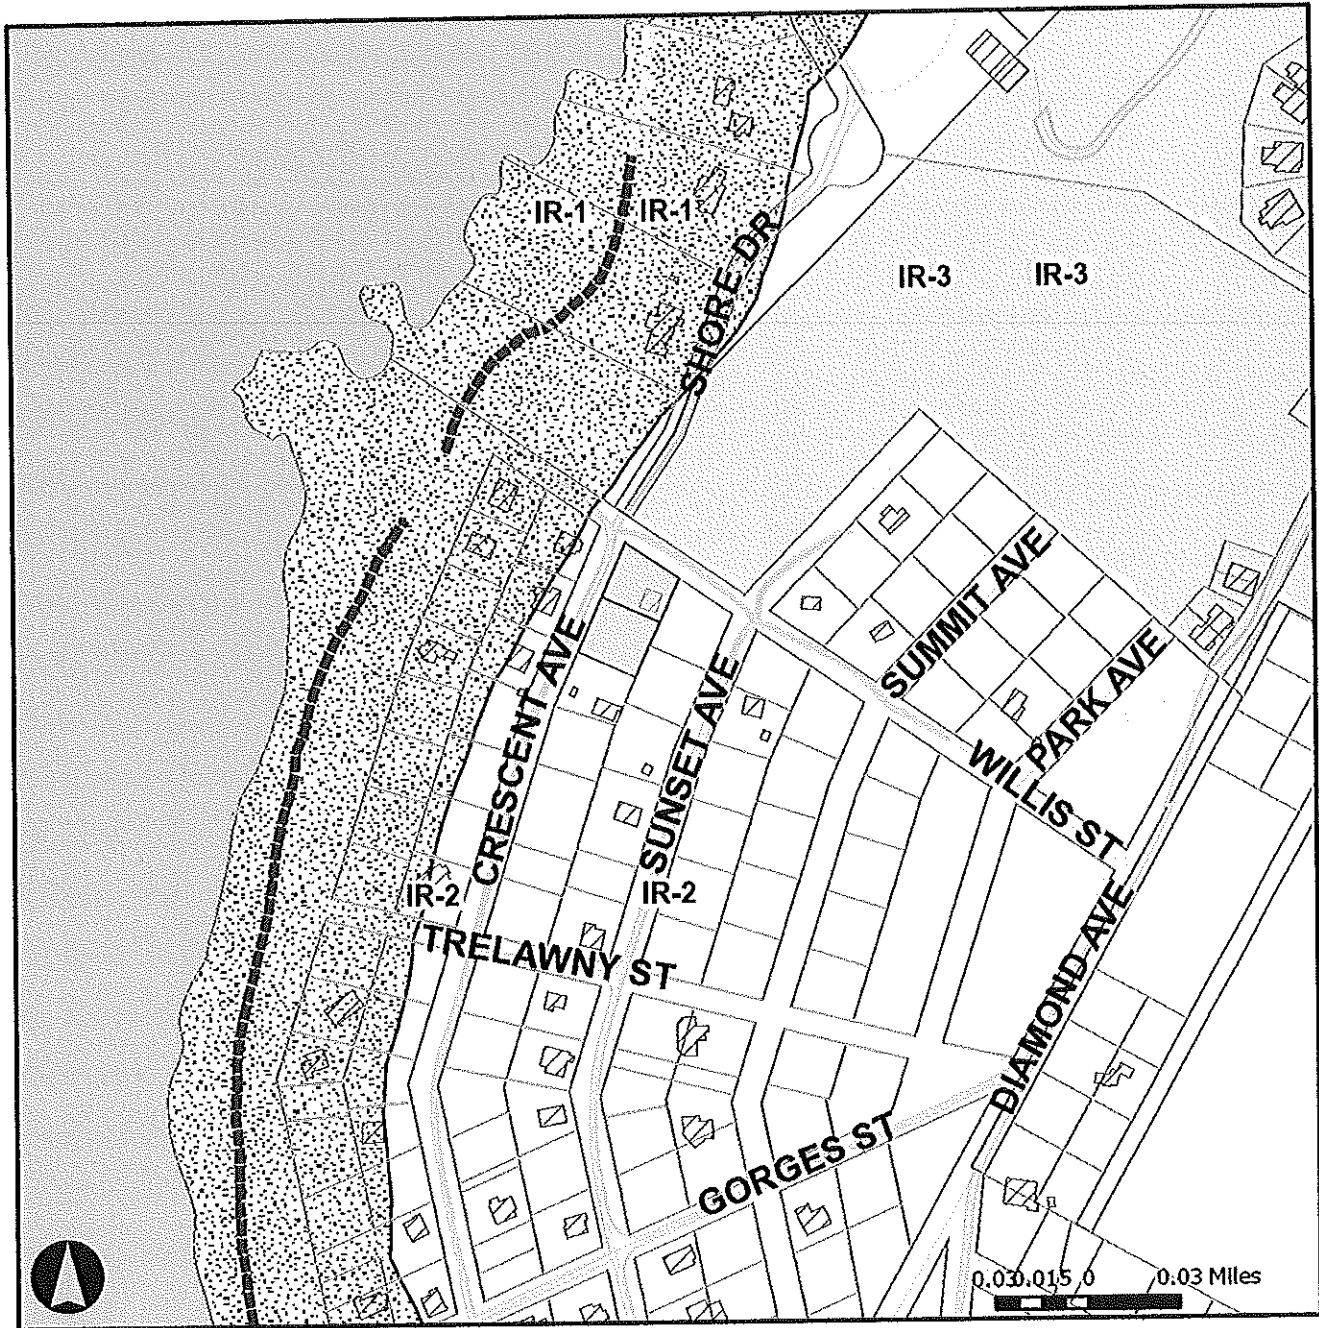 IR-1
IR-1
SHORE DR
IR-3
IR-3
SUMMIT AVE
PARK AVE
WILLIS ST
CRESCENT AVE
SUNSET AVE
IR-2
IR-2
TRELAWNY ST
DIAMOND AVE
GORGES ST
0.03 0.015 0 0.03 Miles